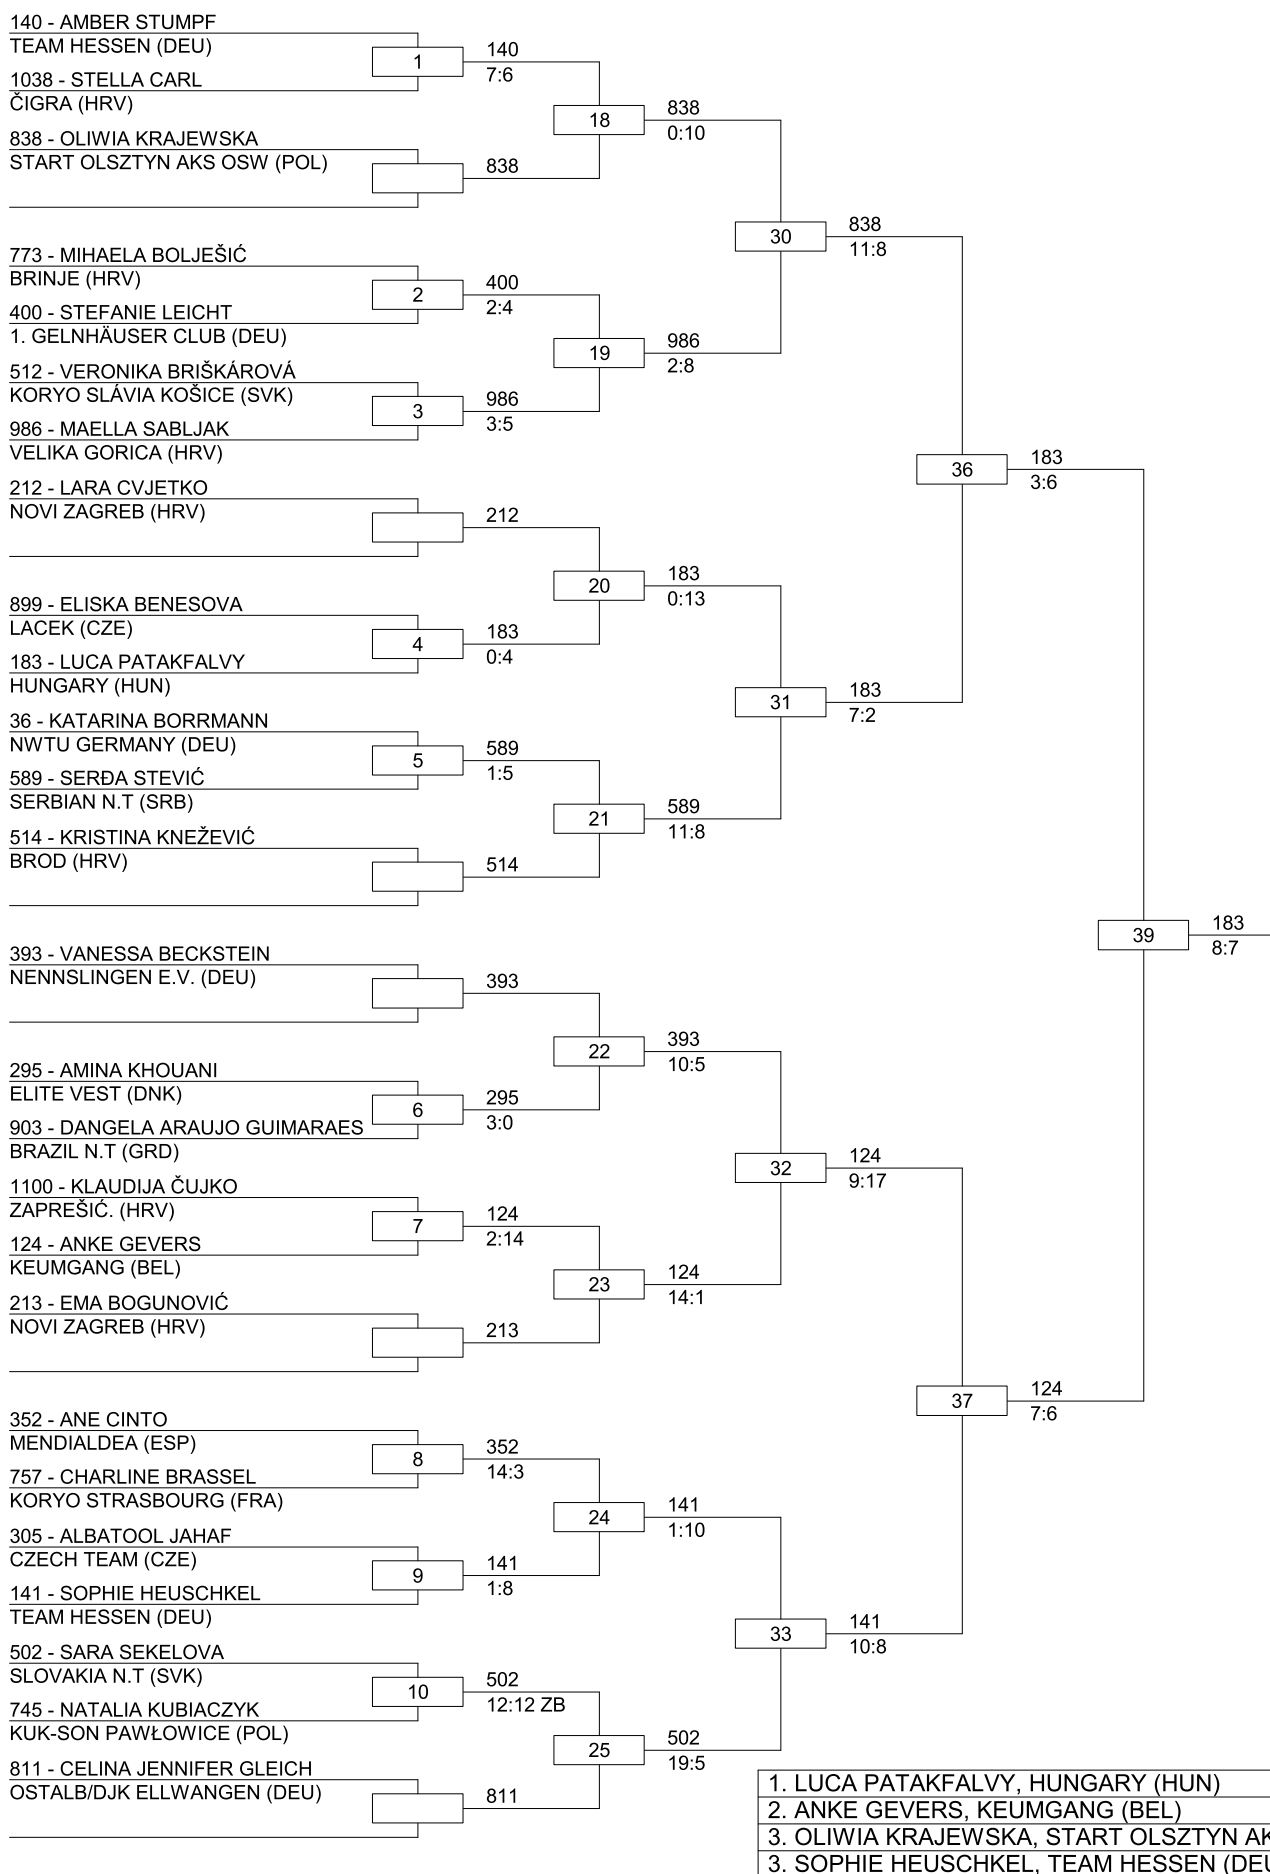 140 - AMBER STUMPF
TEAM HESSEN (DEU)
1
140
7:6
1038 - STELLA CARL
ČIGRA (HRV)
18
838
0:10
838 - OLIWIA KRAJEWSKA
START OLSZTYN AKS OSW (POL)
838
30
838
11:8
773 - MIHAELA BOLJEŠIĆ
BRINJE (HRV)
2
400
2:4
400 - STEFANIE LEICHT
1. GELNHÄUSER CLUB (DEU)
19
986
2:8
512 - VERONIKA BRIŠKÁROVÁ
KORYO SLÁVIA KOŠICE (SVK)
3
986
3:5
986 - MAELLA SABLJAK
VELIKA GORICA (HRV)
36
183
3:6
212 - LARA CVJETKO
NOVI ZAGREB (HRV)
212
20
183
0:13
899 - ELISKA BENESOVA
LACEK (CZE)
4
183
0:4
183 - LUCA PATAKFALVY
HUNGARY (HUN)
31
183
7:2
36 - KATARINA BORRMANN
NWTU GERMANY (DEU)
5
589
1:5
589 - SERĐA STEVIĆ
SERBIAN N.T (SRB)
21
589
11:8
514 - KRISTINA KNEŽEVIĆ
BROD (HRV)
514
39
183
8:7
393 - VANESSA BECKSTEIN
NENNSLINGEN E.V. (DEU)
393
22
393
10:5
295 - AMINA KHOUANI
ELITE VEST (DNK)
6
295
3:0
903 - DANGELA ARAUJO GUIMARAES
BRAZIL N.T (GRD)
32
124
9:17
1100 - KLAUDIJA ČUJKO
ZAPREŠIĆ. (HRV)
7
124
2:14
124 - ANKE GEVERS
KEUMGANG (BEL)
23
124
14:1
213 - EMA BOGUNOVIĆ
NOVI ZAGREB (HRV)
213
37
124
7:6
352 - ANE CINTO
MENDIALDEA (ESP)
8
352
14:3
757 - CHARLINE BRASSEL
KORYO STRASBOURG (FRA)
24
141
1:10
305 - ALBATOOL JAHAF
CZECH TEAM (CZE)
9
141
1:8
141 - SOPHIE HEUSCHKEL
TEAM HESSEN (DEU)
33
141
10:8
502 - SARA SEKELOVA
SLOVAKIA N.T (SVK)
10
502
12:12 ZB
745 - NATALIA KUBIACZYK
KUK-SON PAWŁOWICE (POL)
25
502
19:5
811 - CELINA JENNIFER GLEICH
OSTALB/DJK ELLWANGEN (DEU)
811
1. LUCA PATAKFALVY, HUNGARY (HUN)
2. ANKE GEVERS, KEUMGANG (BEL)
3. OLIWIA KRAJEWSKA, START OLSZTYN
3. SOPHIE HEUSCHKEL, TEAM HESSEN